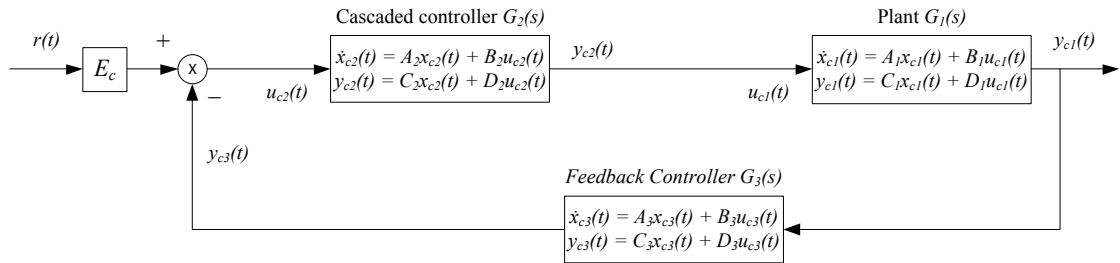 Cascaded controller G2(s)
Plant G1(s)
r(t)
+
Ec
x
−
uc2(t)
ẋc2(t) = A2xc2(t) + B2uc2(t)
yc2(t) = C2xc2(t) + D2uc2(t)
yc2(t)
uc1(t)
ẋc1(t) = A1xc1(t) + B1uc1(t)
yc1(t) = C1xc1(t) + D1uc1(t)
yc1(t)
yc3(t)
Feedback Controller G3(s)
ẋc3(t) = A3xc3(t) + B3uc3(t)
yc3(t) = C3xc3(t) + D3uc3(t)